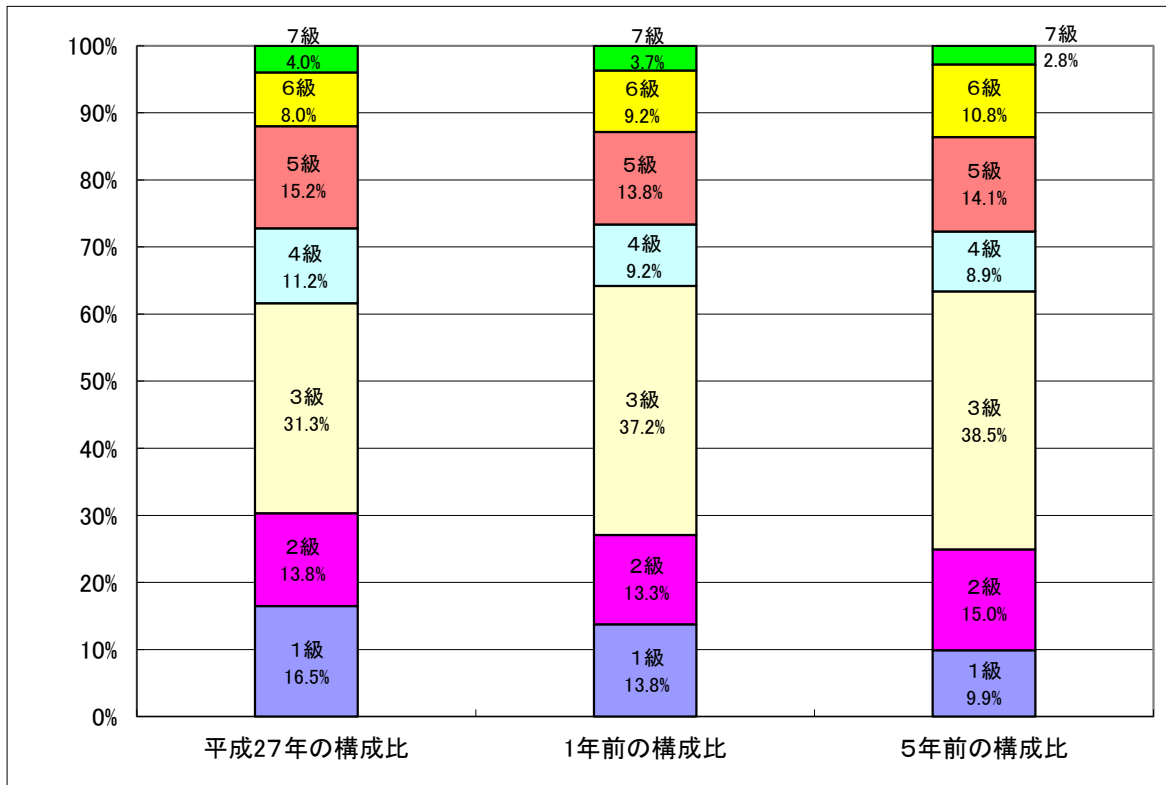 7級
7級
7級
100%
4.0%
3.7%
2.8%
6級
6級
6級
90%
8.0%
9.2%
10.8%
5級
5級
5級
80%
15.2%
13.8%
14.1%
70%
4級
4級
4級
11.2%
9.2%
8.9%
60%
50%
3級
3級
3級
31.3%
37.2%
38.5%
40%
30%
2級
2級
2級
13.8%
13.3%
15.0%
20%
1級
1級
1級
10%
16.5%
13.8%
9.9%
0%
平成27年の構成比
1年前の構成比
5年前の構成比